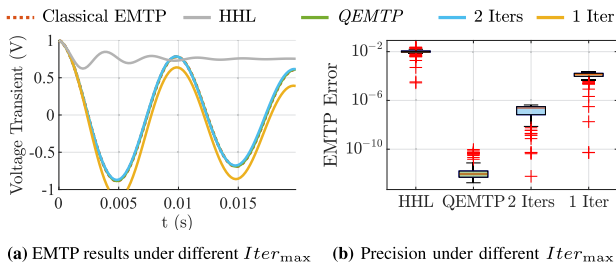 Classical EMTP HHL QEMTP 2 Iters 1 Iter
Voltage Transient (V)
1
0.5
0
-0.5
-1
0 0.005 0.01 0.015
t (s)
EMTP Error
10^-2
10^-6
10^-10
HHL QEMTP 2 Iters 1 Iter
(a) EMTP results under different Iter_max
(b) Precision under different Iter_max